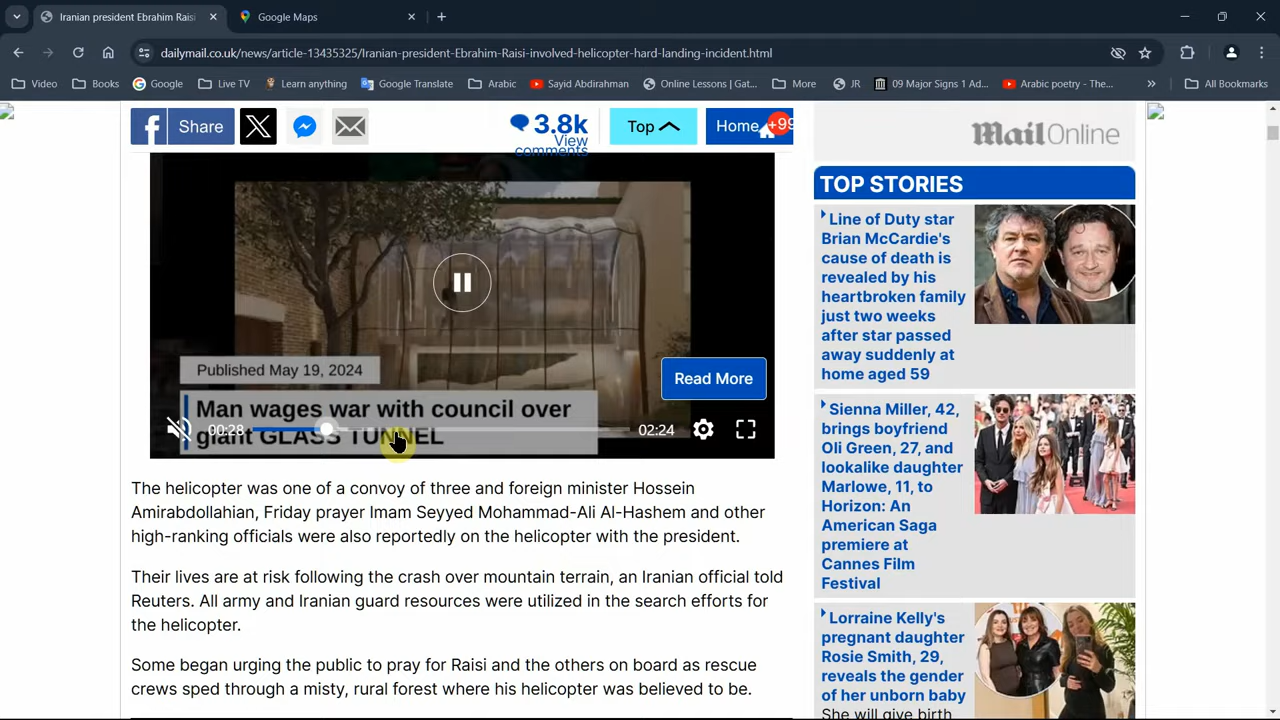 Iranian president Ebrahim Raisi
Google Maps
dailymail.co.uk/news/article-13435325/Iranian-president-Ebrahim-Raisi-involved-helicopter-hard-landing-incident.html
Video
Books
Google
Live TV
Learn anything
Google Translate
Arabic
Sayid Abdirahman
Online Lessons | Gat...
More
JR
09 Major Signs 1 Ad...
Arabic poetry - The...
All Bookmarks
Share
3.8k
View
comments
Top
Home
+99
Mail Online
Published May 19, 2024
Read More
Man wages war with council over
giant GLASS TUNNEL
00:28
02:24
The helicopter was one of a convoy of three and foreign minister Hossein
Amirabdollahian, Friday prayer Imam Seyyed Mohammad-Ali Al-Hashem and other
high-ranking officials were also reportedly on the helicopter with the president.
Their lives are at risk following the crash over mountain terrain, an Iranian official told
Reuters. All army and Iranian guard resources were utilized in the search efforts for
the helicopter.
Some began urging the public to pray for Raisi and the others on board as rescue
crews sped through a misty, rural forest where his helicopter was believed to be.
TOP STORIES
Line of Duty star
Brian McCardie's
cause of death is
revealed by his
heartbroken family
just two weeks
after star passed
away suddenly at
home aged 59
Sienna Miller, 42,
brings boyfriend
Oli Green, 27, and
lookalike daughter
Marlowe, 11, to
Horizon: An
American Saga
premiere at
Cannes Film
Festival
Lorraine Kelly's
pregnant daughter
Rosie Smith, 29,
reveals the gender
of her unborn baby
She will give birth